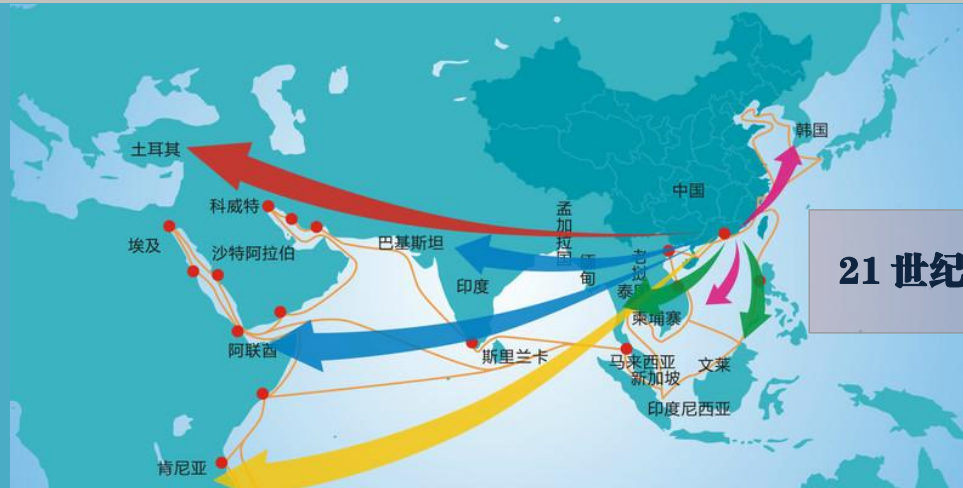 韩国
土耳其
中国
科威特
孟加拉国
埃及
沙特阿拉伯
巴基斯坦
缅甸
老挝
21 世纪
印度
泰国
柬埔寨
阿联酋
斯里兰卡
马来西亚
文莱
新加坡
印度尼西亚
肯尼亚